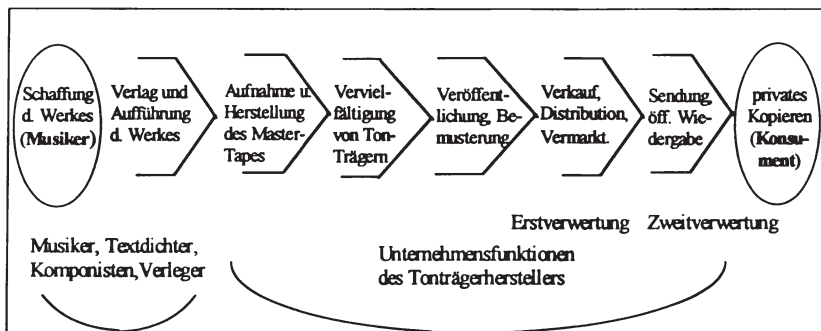 Schaffung
d. Werkes
(Musiker)
Verlag und
Aufführung
d. Werkes
Aufnahme u.
Herstellung
des Master-
Tapes
Verviel-
fältigung
von Ton-
Trägern
Veröffent-
lichung, Be-
musterung
Verkauf,
Distribution,
Vermarkt.
Sendung,
öff. Wie-
dergabe
privates
Kopieren
(Konsu-
ment)
Erstverwertung
Zweitverwertung
Musiker, Textdichter,
Komponisten, Verleger
Unternehmensfunktionen
des Tonträgerherstellers